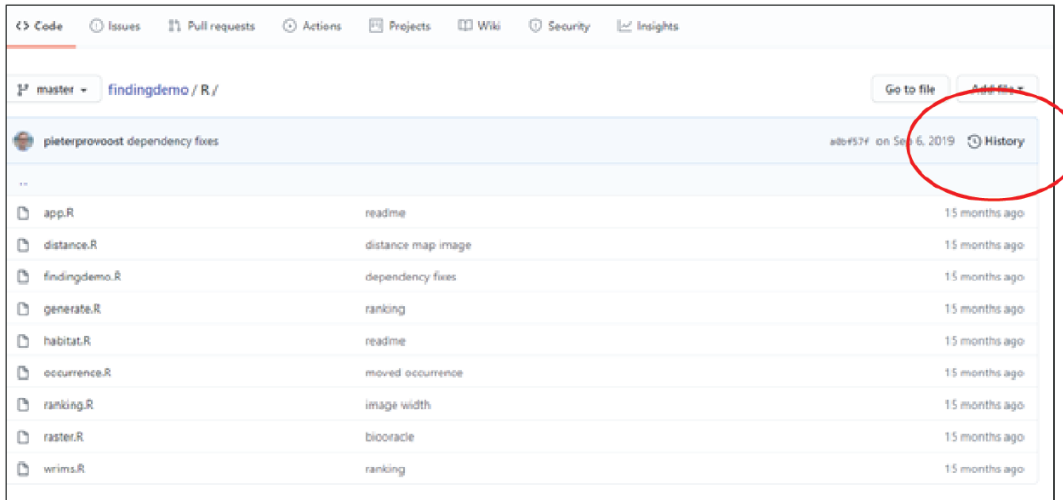 <> Code Issues Pull requests Actions Projects Wiki Security Insights
master findingdemo / R / Go to file Add file
pieterprovoost dependency fixes on Sep 6, 2019 History
..
app.R readme 15 months ago
distance.R distance map image 15 months ago
findingdemo.R dependency fixes 15 months ago
generate.R ranking 15 months ago
habitat.R readme 15 months ago
occurrence.R moved occurrence 15 months ago
ranking.R image width 15 months ago
raster.R biooracle 15 months ago
wrims.R ranking 15 months ago